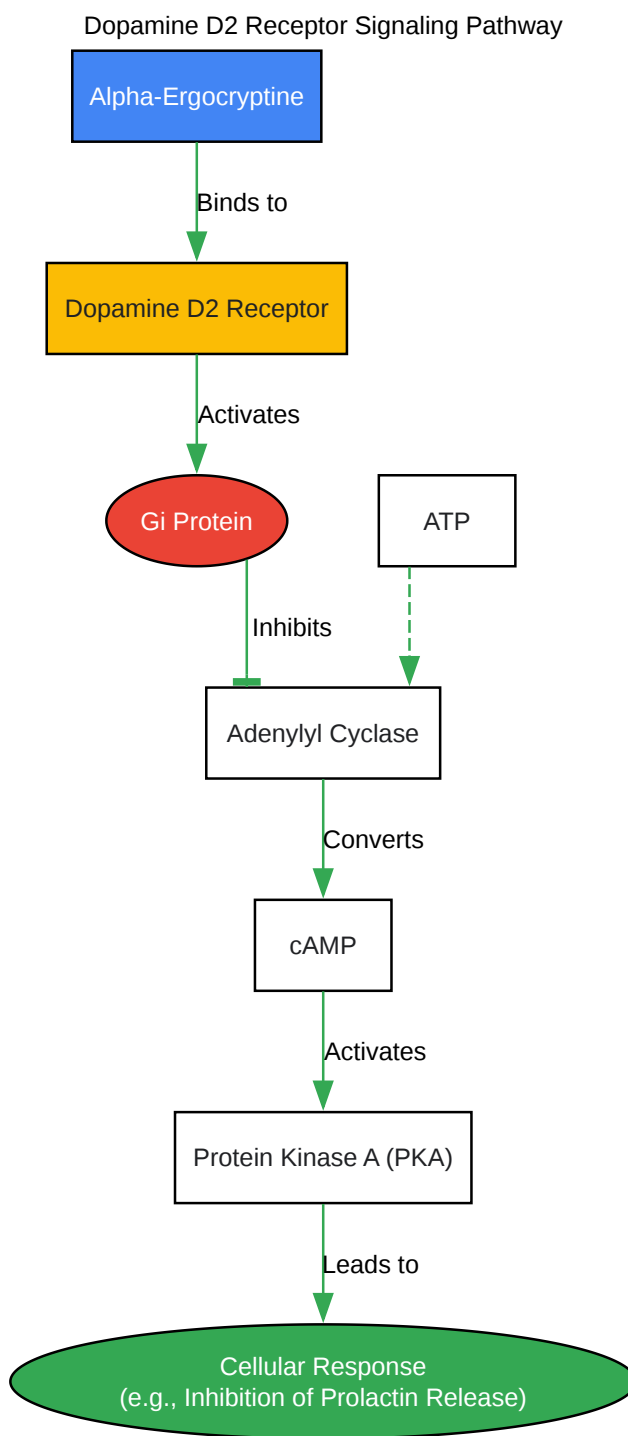 Dopamine D2 Receptor Signaling Pathway
Alpha-Ergocryptine
Binds to
Dopamine D2 Receptor
Activates
Gi Protein
ATP
Inhibits
Adenylyl Cyclase
Converts
cAMP
Activates
Protein Kinase A (PKA)
Leads to
Cellular Response
(e.g., Inhibition of Prolactin Release)